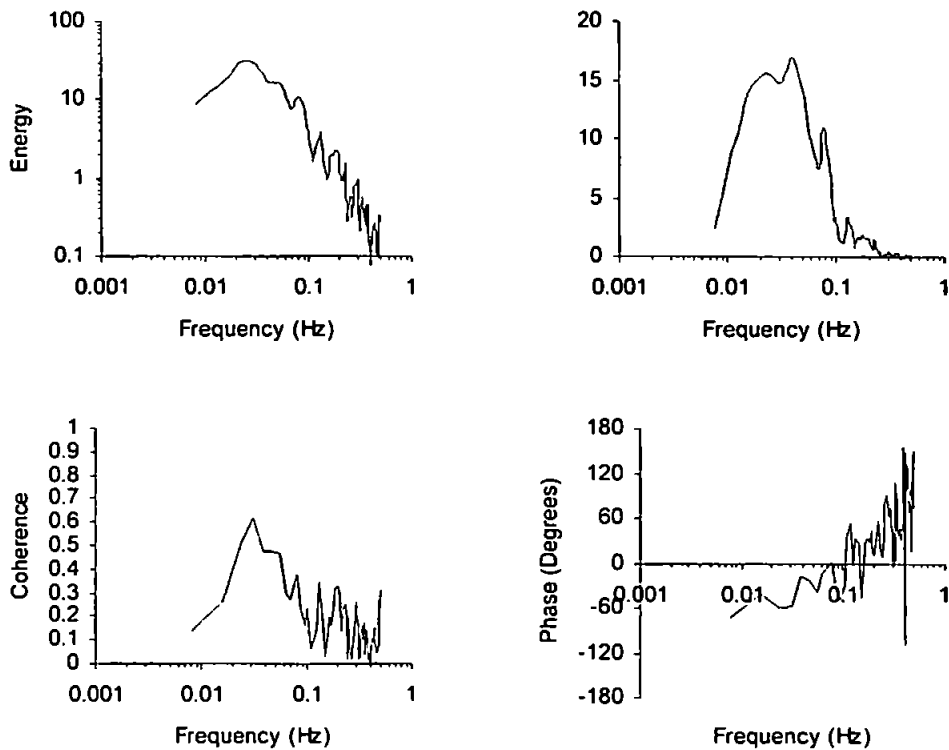 100
10
1
0.1
Energy
0.001 0.01 0.1 1
Frequency (Hz)
20
15
10
5
0
0.001 0.01 0.1 1
Frequency (Hz)
1
0.9
0.8
0.7
0.6
0.5
0.4
0.3
0.2
0.1
0
Coherence
0.001 0.01 0.1 1
Frequency (Hz)
180
120
60
0
-60
-120
-180
Phase (Degrees)
0.001 0.01 0.1 1
Frequency (Hz)